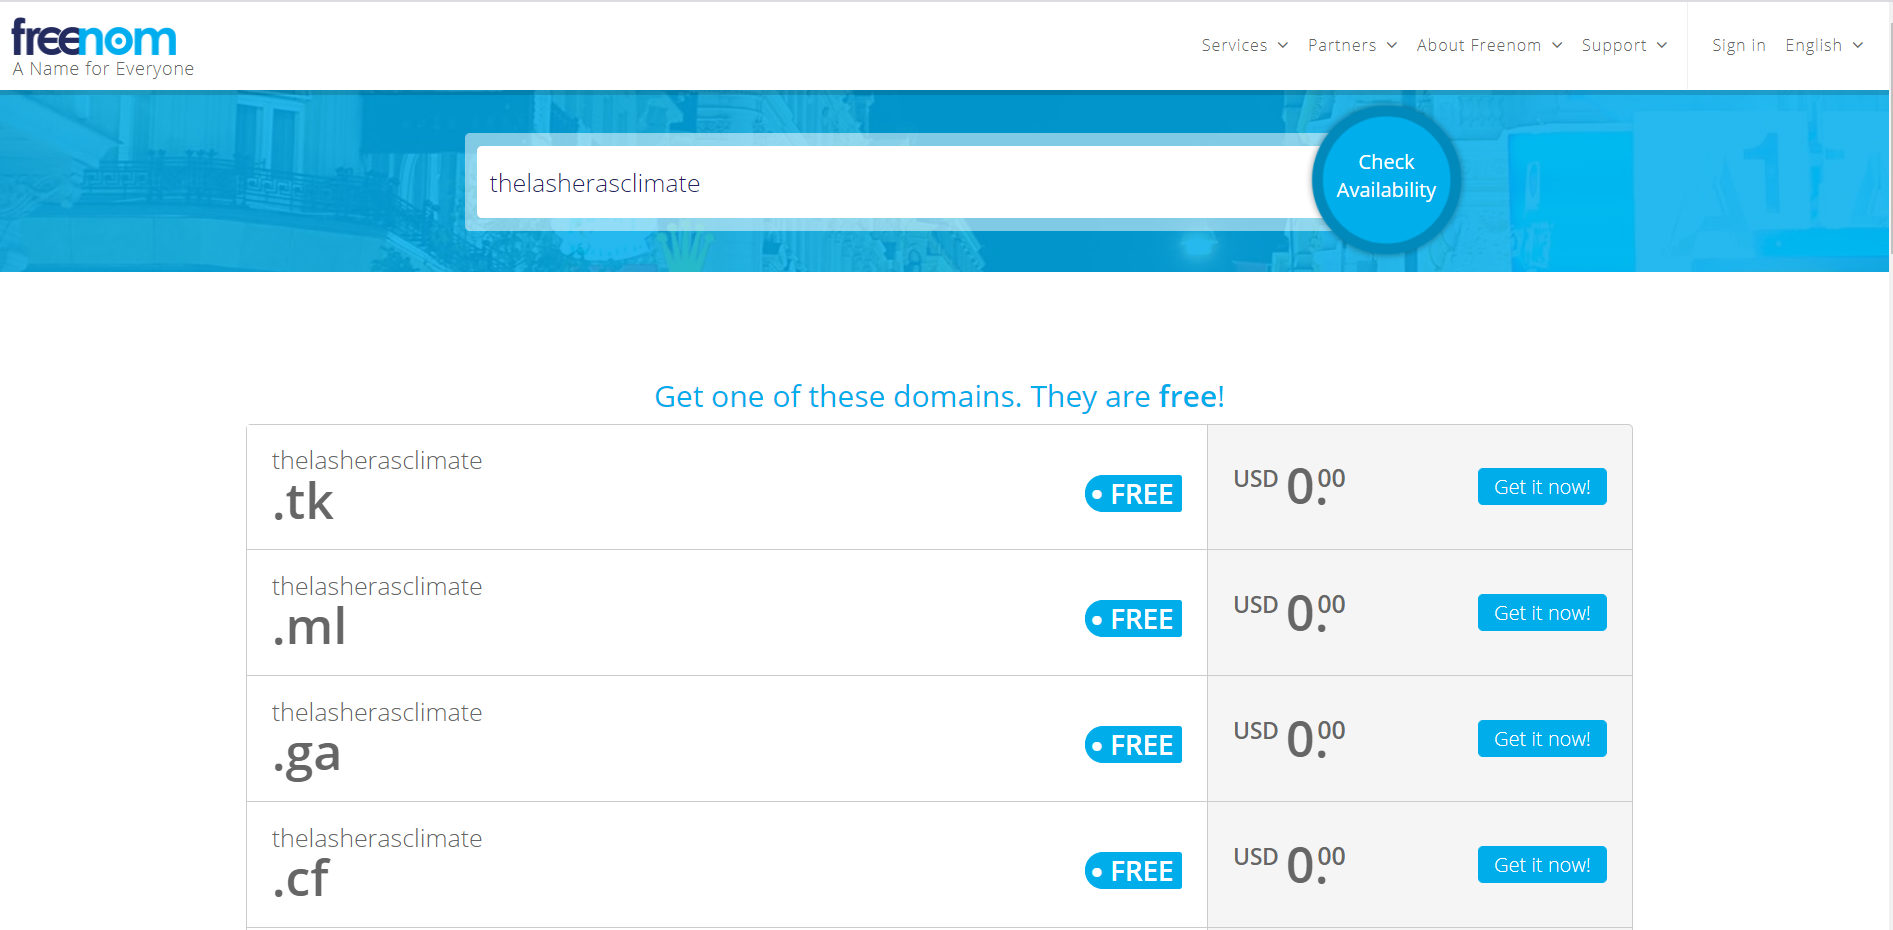 freenom
A Name for Everyone
Services Partners About Freenom Support Sign in English
thelasherasclimate
Check
Availability
Get one of these domains. They are free!
thelasherasclimate
.tk
FREE
USD 0.00
Get it now!
thelasherasclimate
.ml
FREE
USD 0.00
Get it now!
thelasherasclimate
.ga
FREE
USD 0.00
Get it now!
thelasherasclimate
.cf
FREE
USD 0.00
Get it now!